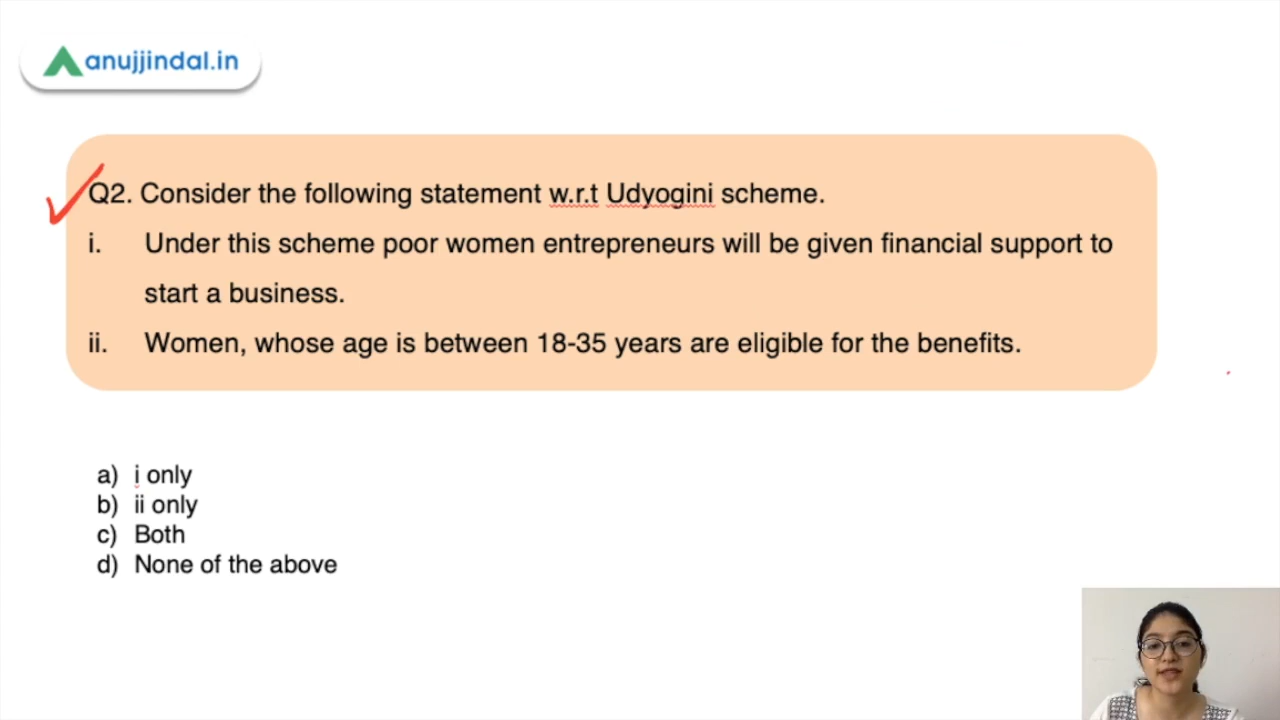 anujjindal.in
Q2. Consider the following statement w.r.t Udyogini scheme.
i. Under this scheme poor women entrepreneurs will be given financial support to
start a business.
ii. Women, whose age is between 18-35 years are eligible for the benefits.
a) i only
b) ii only
c) Both
d) None of the above